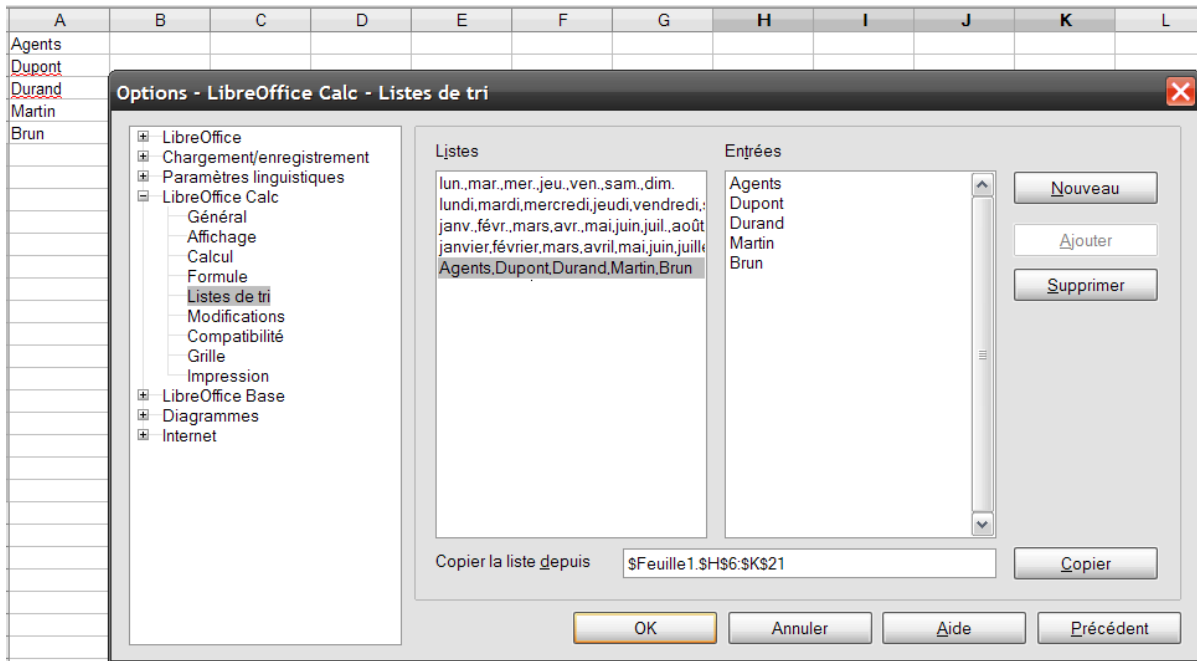 A B C D E F G H I J K L
Agents
Dupont
Durand
Martin
Brun
Options - LibreOffice Calc - Listes de tri
LibreOffice
Chargement/enregistrement
Paramètres linguistiques
LibreOffice Calc
Général
Affichage
Calcul
Formule
Listes de tri
Modifications
Compatibilité
Grille
Impression
LibreOffice Base
Diagrammes
Internet
Listes
lun.,mar.,mer.,jeu.,ven.,sam.,dim.
lundi,mardi,mercredi,jeudi,vendredi,
janv.,févr.,mars,avr.,mai,juin,juil.,août
janvier,février,mars,avril,mai,juin,juille
Agents,Dupont,Durand,Martin,Brun
Entrées
Agents
Dupont
Durand
Martin
Brun
Nouveau
Ajouter
Supprimer
Copier la liste depuis
$Feuille1.$H$6:$K$21
Copier
OK
Annuler
Aide
Précédent